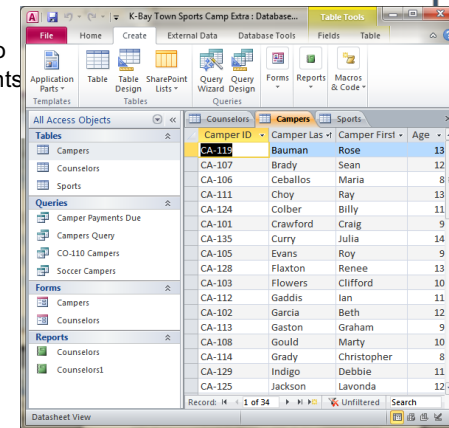 K-Bay Town Sports Camp Extra : Database...
Table Tools
File Home Create External Data Database Tools Fields Table
Application Parts
Table
Table Design
SharePoint Lists
Query Wizard
Query Design
Forms
Reports
Macros & Code
Templates
Tables
Queries
All Access Objects
Tables
Campers
Counselors
Sports
Queries
Camper Payments Due
Campers Query
CO-110 Campers
Soccer Campers
Forms
Campers
Counselors
Reports
Counselors
Counselors1
Counselors Campers Sports
Camper ID Camper Las Camper First Age
CA-119 Bauman Rose 13
CA-107 Brady Sean 12
CA-106 Ceballos Maria 8
CA-111 Choy Ray 13
CA-124 Colber Billy 11
CA-101 Crawford Craig 9
CA-135 Curry Julia 14
CA-105 Evans Roy 9
CA-128 Flaxton Renee 13
CA-103 Flowers Clifford 10
CA-112 Gaddis Ian 11
CA-102 Garcia Beth 12
CA-113 Gaston Graham 9
CA-108 Gould Marty 10
CA-114 Grady Christopher 8
CA-129 Indigo Debbie 11
CA-125 Jackson Lavonda 12
Record: 1 of 34 Unfiltered Search
Datasheet View